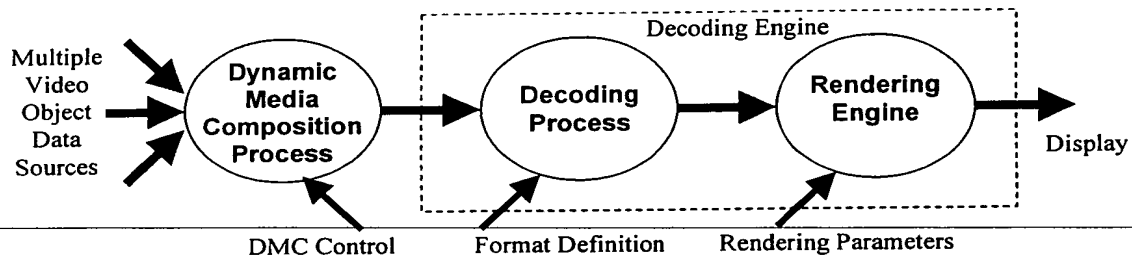 Decoding Engine
Multiple
Video
Object
Data
Sources
Dynamic
Media
Composition
Process
Decoding
Process
Rendering
Engine
Display
DMC Control
Format Definition
Rendering Parameters